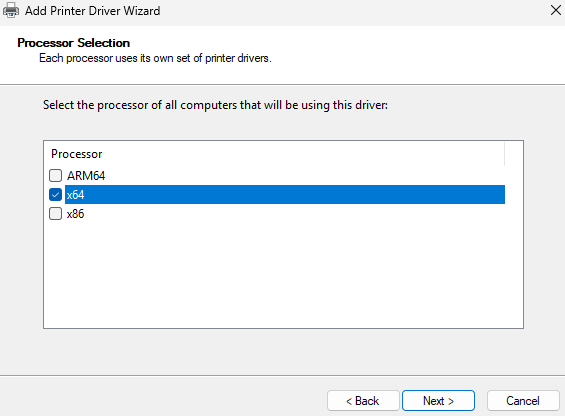 Add Printer Driver Wizard
Processor Selection
Each processor uses its own set of printer drivers.
Select the processor of all computers that will be using this driver:
Processor
ARM64
x64
x86
< Back
Next >
Cancel